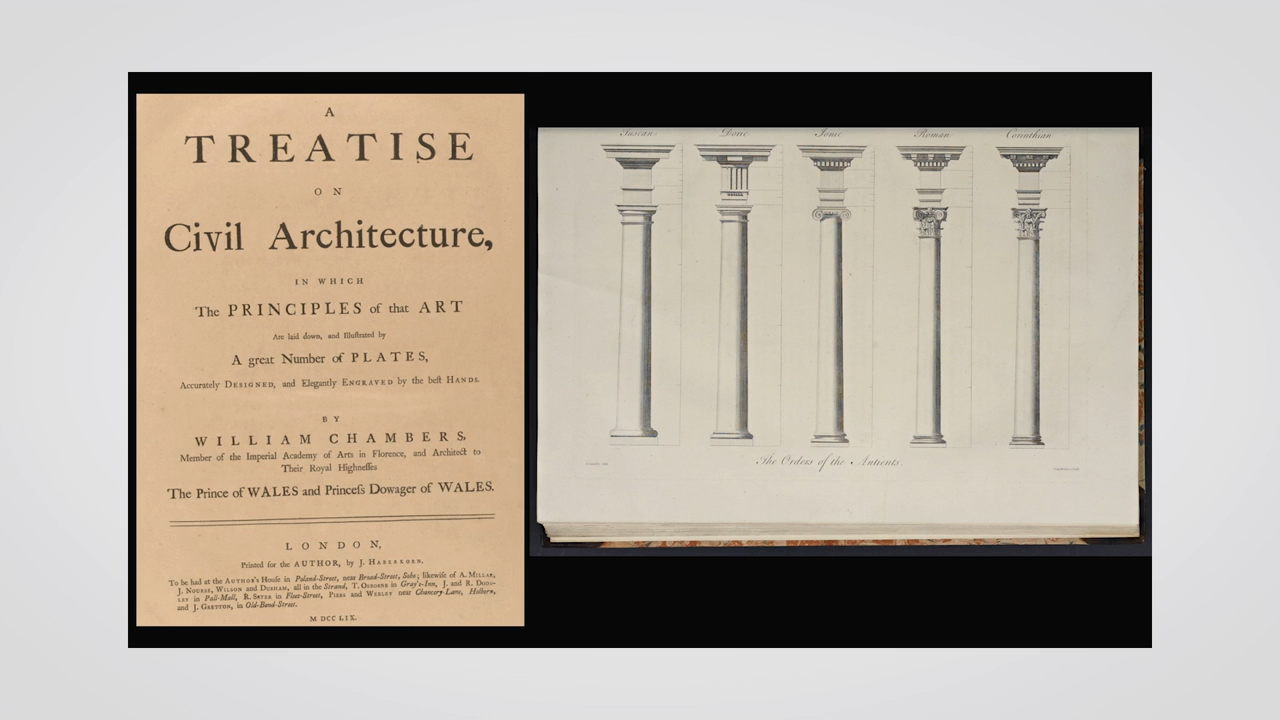 A
TREATISE
ON
Civil Architecture,
IN WHICH
The PRINCIPLES of that ART
Are laid down, and Illuſtrated by
A great Number of PLATES,
Accurately DESIGNED, and Elegantly ENGRAVED by the beſt HANDS.
BY
WILLIAM CHAMBERS,
Member of the Imperial Academy of Arts in Florence, and Architect to
Their Royal Highneſſes
The Prince of WALES and Princeſs Dowager of WALES.
LONDON,
Printed for the AUTHOR, by J. HABERKORN.
To be had at the AUTHOR's Houſe in Poland-Street, near Broad-Street, Soho; likewiſe of A. MILLAR,
J. NOURSE, WILSON and DURHAM, all in the Strand, T. OSBORNE in Gray's-Inn, J. and R. DODS-
LEY in Pall-Mall, R. SAYER in Fleet-Street, PIERS and WEBLEY near Chancery-Lane, Holborn,
and J. GRETTON, in Old-Bond-Street.
MDCCLIX.
Tuscan Doric Ionic Roman Corinthian
The Orders of the Antients.